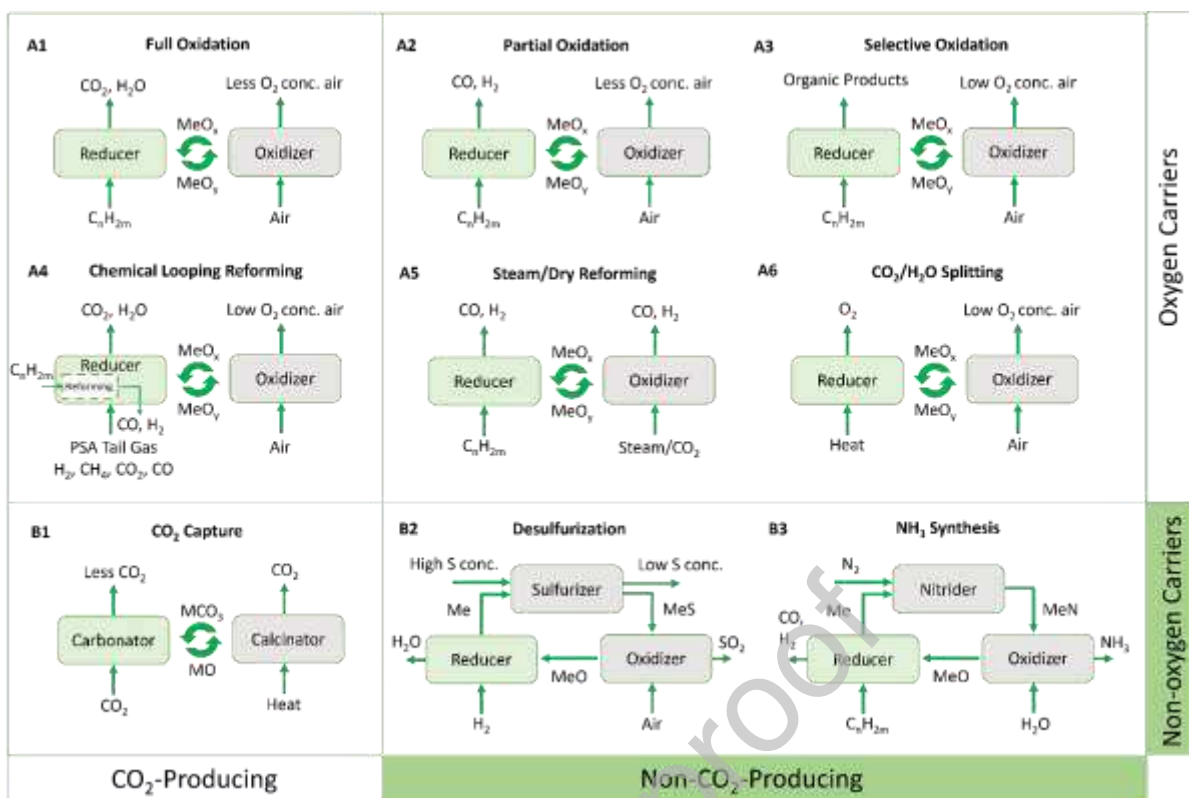 A1 Full Oxidation
CO₂, H₂O
Less O₂ conc. air
MeOₓ
Reducer
Oxidizer
MeOᵧ
CₙH₂ₘ
Air
A2 Partial Oxidation
CO, H₂
Less O₂ conc. air
MeOₓ
Reducer
Oxidizer
MeOᵧ
CₙH₂ₘ
Air
A3 Selective Oxidation
Organic Products
Low O₂ conc. air
MeOₓ
Reducer
Oxidizer
MeOᵧ
CₙH₂ₘ
Air
A4 Chemical Looping Reforming
CO₂, H₂O
Low O₂ conc. air
MeOₓ
CₙH₂ₘ
Reducer
Reforming
Oxidizer
MeOᵧ
CO, H₂
PSA Tail Gas
H₂, CH₄, CO₂, CO
Air
A5 Steam/Dry Reforming
CO, H₂
CO, H₂
MeOₓ
Reducer
Oxidizer
MeOᵧ
CₙH₂ₘ
Steam/CO₂
A6 CO₂/H₂O Splitting
O₂
Low O₂ conc. air
MeOₓ
Reducer
Oxidizer
MeOᵧ
Heat
Air
Oxygen Carriers
B1 CO₂ Capture
Less CO₂
CO₂
MCO₃
Carbonator
Calcinator
MO
CO₂
Heat
B2 Desulfurization
High S conc.
Low S conc.
Sulfurizer
Me
MeS
H₂O
SO₂
Reducer
Oxidizer
MeO
H₂
Air
B3 NH₃ Synthesis
N₂
Nitrider
Me
MeN
CO,
H₂
Reducer
Oxidizer
NH₃
MeO
CₙH₂ₘ
H₂O
Non-oxygen Carriers
CO₂-Producing
Non-CO₂-Producing
proof